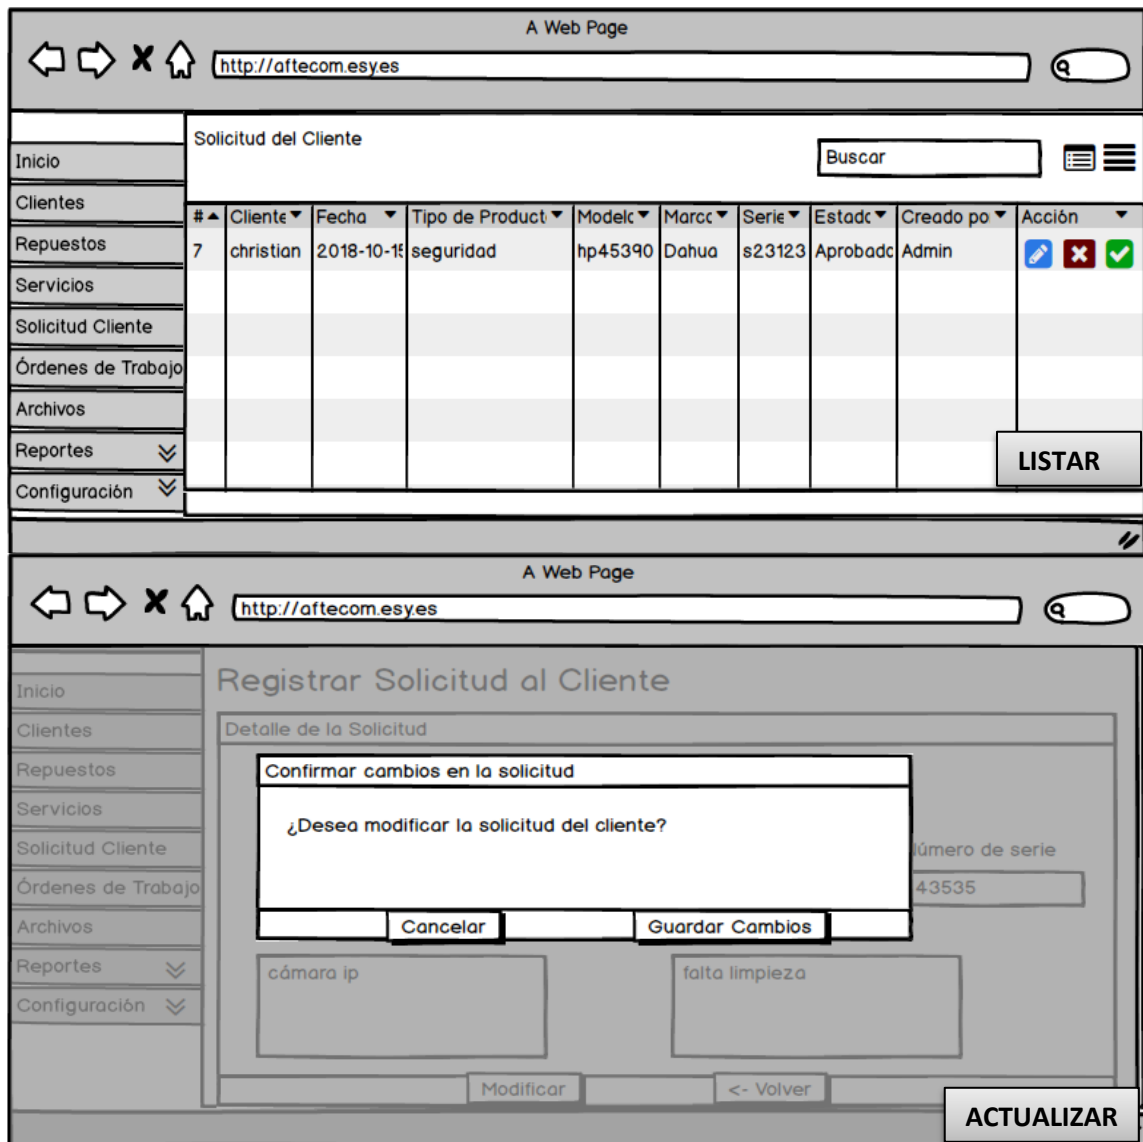 A Web Page
http://aftecom.esy.es
Solicitud del Cliente
Buscar
Inicio
Clientes
Repuestos
Servicios
Solicitud Cliente
Órdenes de Trabajo
Archivos
Reportes
Configuración
# Cliente Fecha Tipo de Product Modelo Marca Serie Estado Creado po Acción
7 christian 2018-10-15 seguridad hp45390 Dahua s23123 Aprobado Admin
LISTAR
A Web Page
http://aftecom.esy.es
Inicio
Clientes
Repuestos
Servicios
Solicitud Cliente
Órdenes de Trabajo
Archivos
Reportes
Configuración
Registrar Solicitud al Cliente
Detalle de la Solicitud
Confirmar cambios en la solicitud
¿Desea modificar la solicitud del cliente?
Cancelar Guardar Cambios
Número de serie
43535
cámara ip
falta limpieza
Modificar <- Volver
ACTUALIZAR